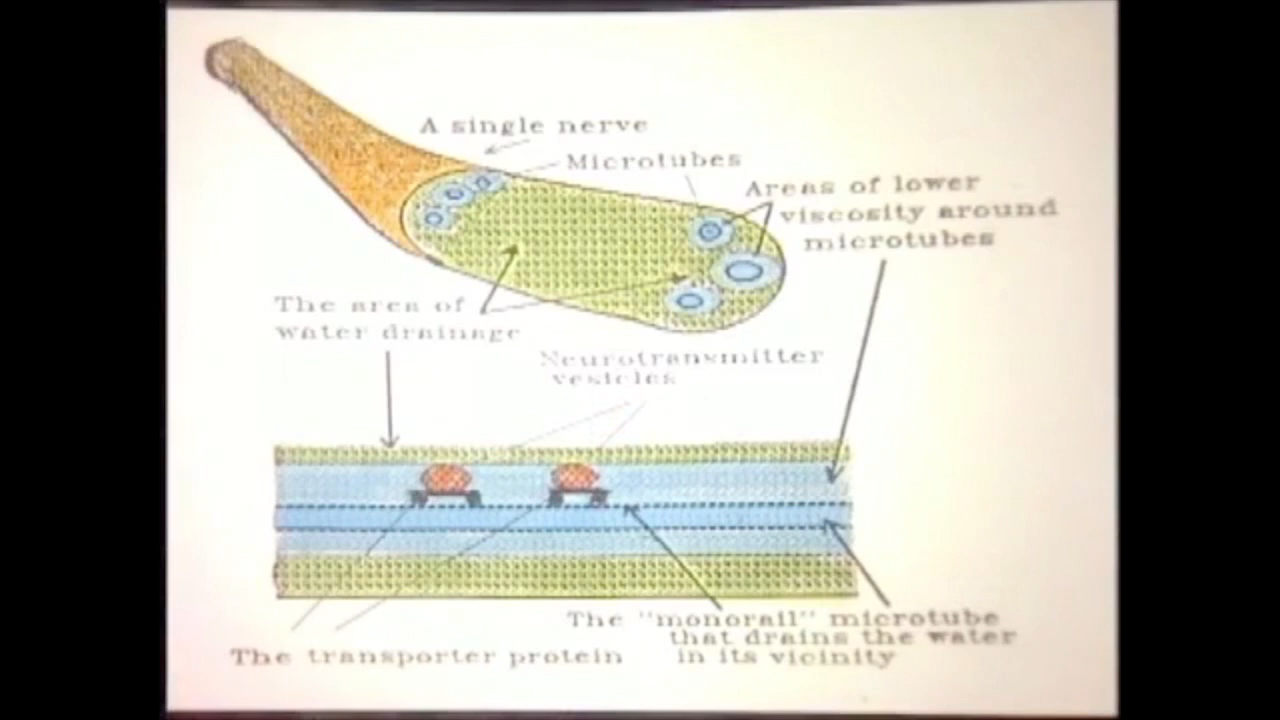 A single nerve
Microtubes
Areas of lower
viscosity around
microtubes
The area of
water drainage
Neurotransmitter
vesicles
The "monorail" microtube
that drains the water
in its vicinity
The transporter protein